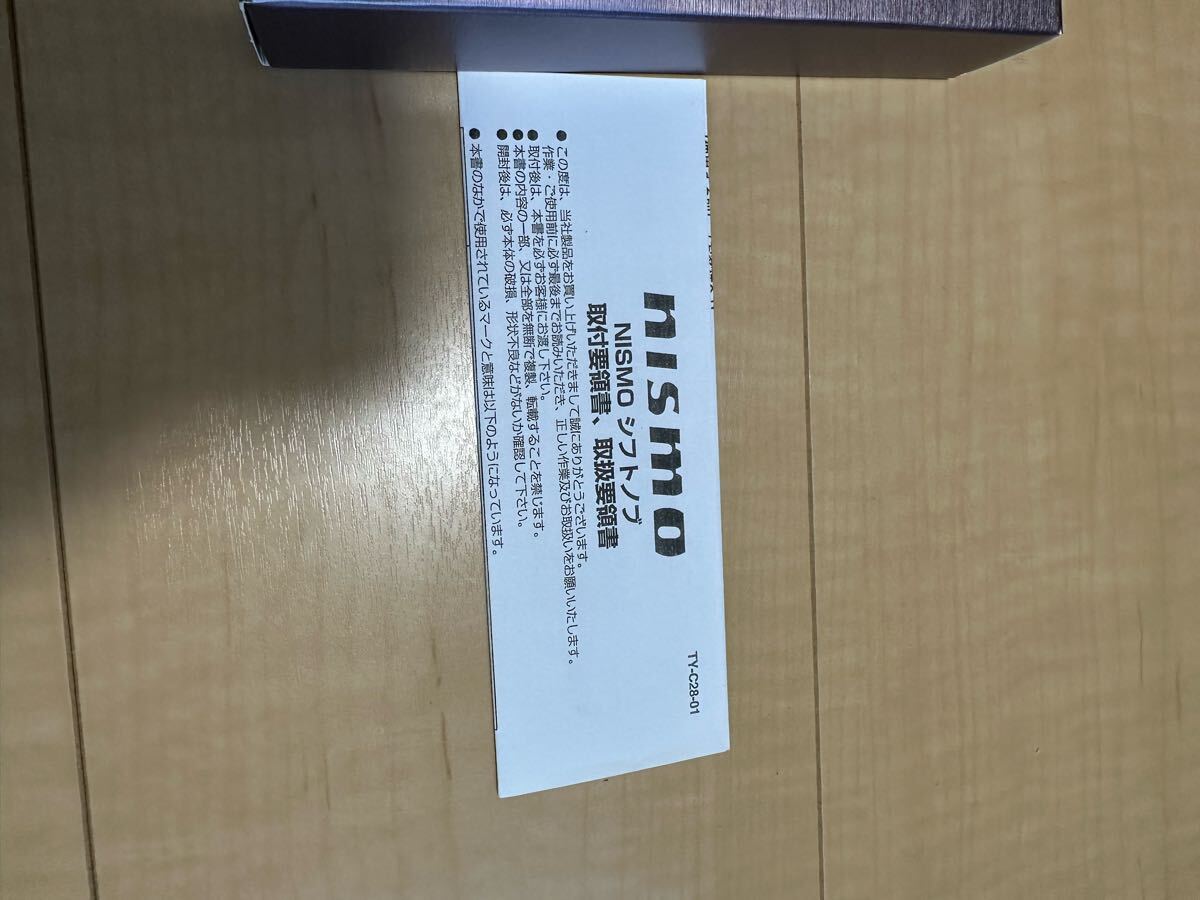 TY-C28-01
nismo
NISMO シフトノブ
取付要領書、取扱要領書
● この度は、当社製品をお買い上げいただきまして誠にありがとうございます。
作業・ご使用前に必ず最後までお読みいただき、正しい作業及びお取扱いをお願いいたします。
● 取付後は、本書を必ずお客様にお渡し下さい。
● 本書の内容の一部、又は全部を無断で複製、転載することを禁じます。
● 開封後は、必ず本体の破損、形状不良などがないか確認して下さい。
● 本書のなかで使用されているマークと意味は以下のようになっています。